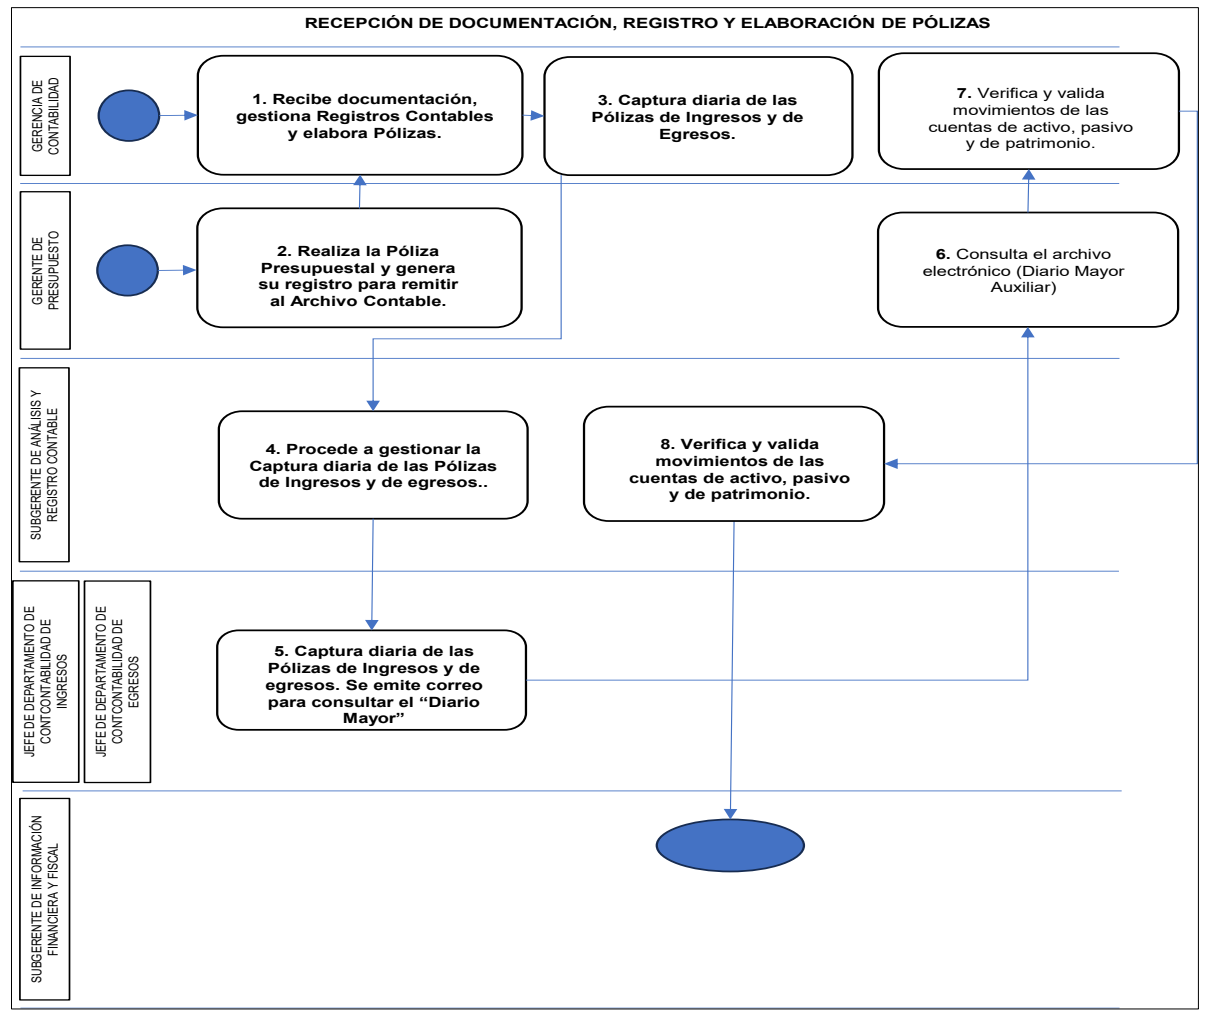 RECEPCIÓN DE DOCUMENTACIÓN, REGISTRO Y ELABORACIÓN DE PÓLIZAS
GERENCIA DE
CONTABILIDAD
1. Recibe documentación,
gestiona Registros Contables
y elabora Pólizas.
3. Captura diaria de las
Pólizas de Ingresos y de
Egresos.
7. Verifica y valida
movimientos de las
cuentas de activo, pasivo
y de patrimonio.
GERENTE DE
PRESUPUESTO
2. Realiza la Póliza
Presupuestal y genera
su registro para remitir
al Archivo Contable.
6. Consulta el archivo
electrónico (Diario Mayor
Auxiliar)
SUBGERENTE DE ANÁLISIS Y
REGISTRO CONTABLE
4. Procede a gestionar la
Captura diaria de las Pólizas
de Ingresos y de egresos..
8. Verifica y valida
movimientos de las
cuentas de activo, pasivo
y de patrimonio.
JEFE DE DEPARTAMENTO DE
CONTCONTABILIDAD DE
INGRESOS
JEFE DE DEPARTAMENTO DE
CONTCONTABILIDAD DE
EGRESOS
5. Captura diaria de las
Pólizas de Ingresos y de
egresos. Se emite correo
para consultar el “Diario
Mayor”
SUBGERENTE DE INFORMACIÓN
FINANCIERA Y FISCAL